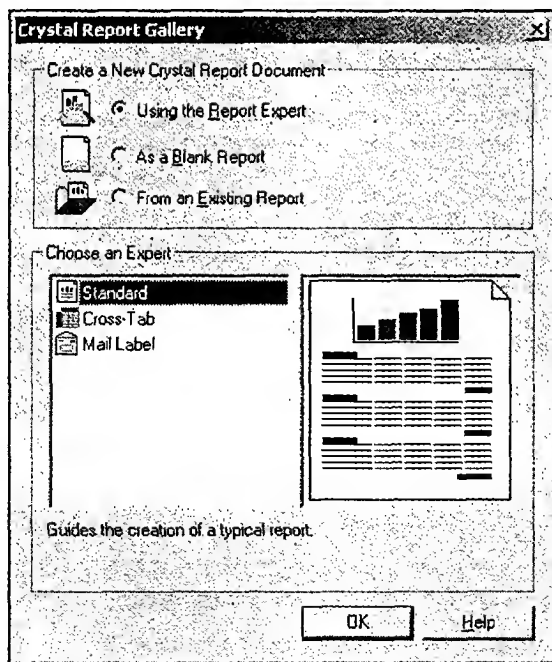 Crystal Report Gallery
Create a New Crystal Report Document
Using the Report Expert
As a Blank Report
From an Existing Report
Choose an Expert
Standard
Cross-Tab
Mail Label
Guides the creation of a typical report.
OK
Help